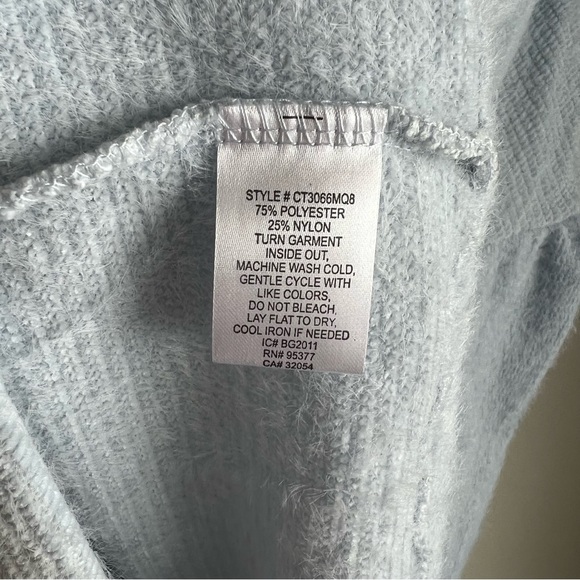 STYLE # CT3066MQ8
75% POLYESTER
25% NYLON
TURN GARMENT
INSIDE OUT,
MACHINE WASH COLD,
GENTLE CYCLE WITH
LIKE COLORS,
DO NOT BLEACH,
LAY FLAT TO DRY,
COOL IRON IF NEEDED
IC# BG2011
RN# 95377
CA# 32054